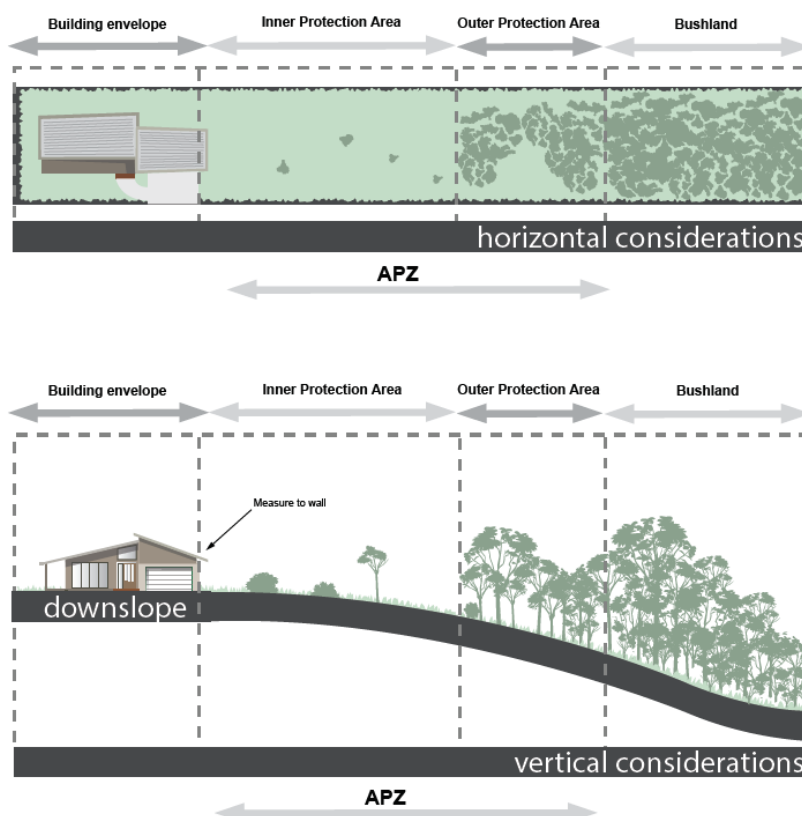 Building envelope
Inner Protection Area
Outer Protection Area
Bushland
horizontal considerations
APZ
Building envelope
Inner Protection Area
Outer Protection Area
Bushland
Measure to wall
downslope
vertical considerations
APZ